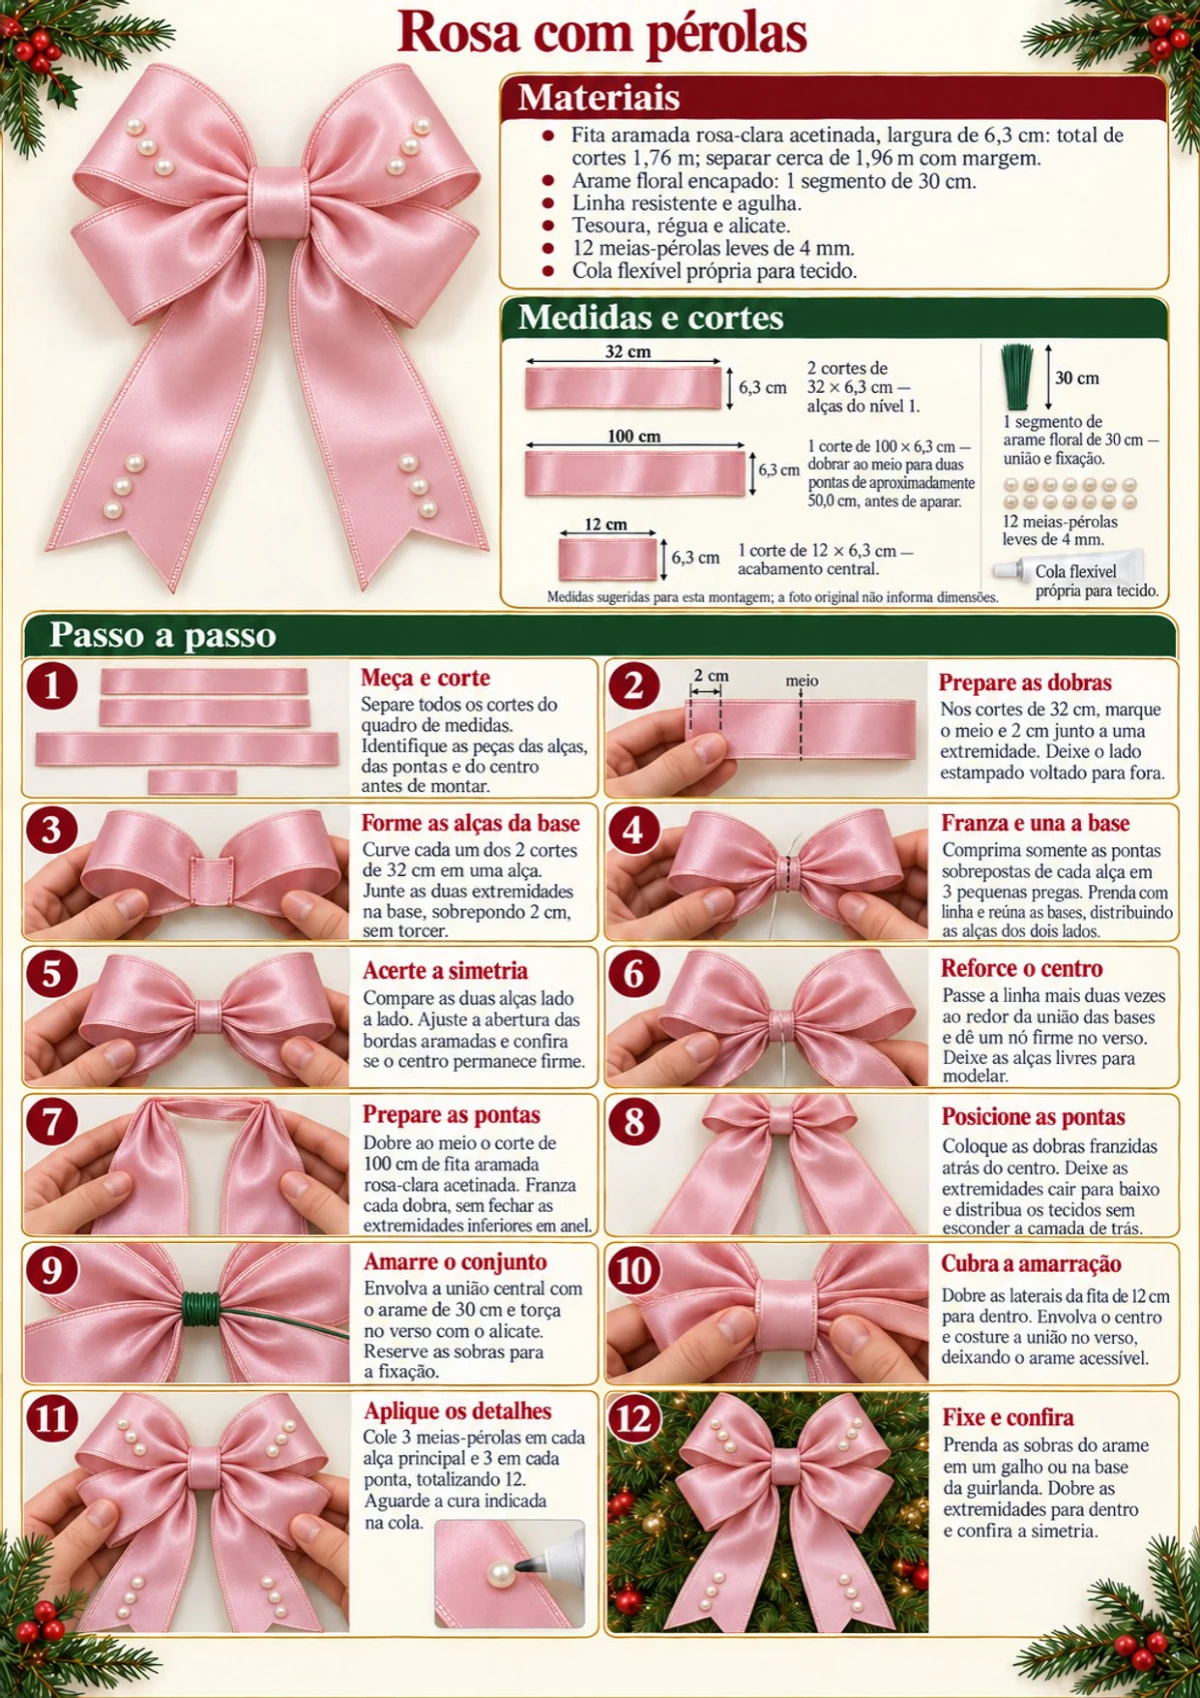 Rosa com pérolas
Materiais
● Fita aramada rosa-clara acetinada, largura de 6,3 cm: total de
cortes 1,76 m; separar cerca de 1,96 m com margem.
● Arame floral encapado: 1 segmento de 30 cm.
● Linha resistente e agulha.
● Tesoura, régua e alicate.
● 12 meias-pérolas leves de 4 mm.
● Cola flexível própria para tecido.
Medidas e cortes
32 cm
6,3 cm
2 cortes de
32 × 6,3 cm —
alças do nível 1.
100 cm
6,3 cm
1 corte de 100 × 6,3 cm —
dobrar ao meio para duas
pontas de aproximadamente
50,0 cm, antes de aparar.
12 cm
6,3 cm
1 corte de 12 × 6,3 cm —
acabamento central.
30 cm
1 segmento de
arame floral de 30 cm —
união e fixação.
12 meias-pérolas
leves de 4 mm.
Cola flexível
própria para tecido.
Medidas sugeridas para esta montagem; a foto original não informa dimensões.
Passo a passo
1
Meça e corte
Separe todos os cortes do
quadro de medidas.
Identifique as peças das alças,
das pontas e do centro
antes de montar.
2
2 cm
meio
Prepare as dobras
Nos cortes de 32 cm, marque
o meio e 2 cm junto a uma
extremidade. Deixe o lado
estampado voltado para fora.
3
Forme as alças da base
Curve cada um dos 2 cortes
de 32 cm em uma alça.
Junte as duas extremidades
na base, sobrepondo 2 cm,
sem torcer.
4
Franza e una a base
Comprima somente as pontas
sobrepostas de cada alça em
3 pequenas pregas. Prenda com
linha e reúna as bases, distribuindo
as alças dos dois lados.
5
Acerte a simetria
Compare as duas alças lado
a lado. Ajuste a abertura das
bordas aramadas e confira
se o centro permanece firme.
6
Reforce o centro
Passe a linha mais duas vezes
ao redor da união das bases
e dê um nó firme no verso.
Deixe as alças livres para
modelar.
7
Prepare as pontas
Dobre ao meio o corte de
100 cm de fita aramada
rosa-clara acetinada. Franza
cada dobra, sem fechar as
extremidades inferiores em anel.
8
Posicione as pontas
Coloque as dobras franzidas
atrás do centro. Deixe as
extremidades cair para baixo
e distribua os tecidos sem
esconder a camada de trás.
9
Amarre o conjunto
Envolva a união central com
o arame de 30 cm e torça
no verso com o alicate.
Reserve as sobras para
a fixação.
10
Cubra a amarração
Dobre as laterais da fita de 12 cm
para dentro. Envolva o centro
e costure a união no verso,
deixando o arame acessível.
11
Aplique os detalhes
Cole 3 meias-pérolas em cada
alça principal e 3 em cada
ponta, totalizando 12.
Aguarde a cura indicada
na cola.
12
Fixe e confira
Prenda as sobras do arame
em um galho ou na base
da guirlanda. Dobre as
extremidades para dentro
e confira a simetria.